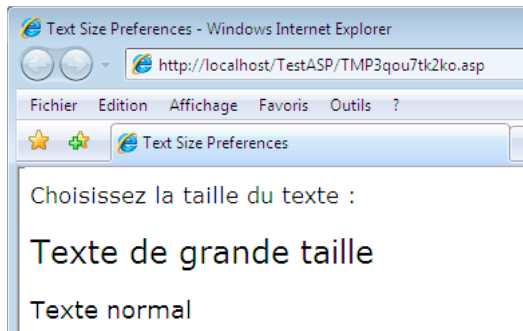 Text Size Preferences - Windows Internet Explorer
http://localhost/TestASP/TMP3qou7tk2ko.asp
Fichier Edition Affichage Favoris Outils ?
Text Size Preferences
Choisissez la taille du texte :
Texte de grande taille
Texte normal